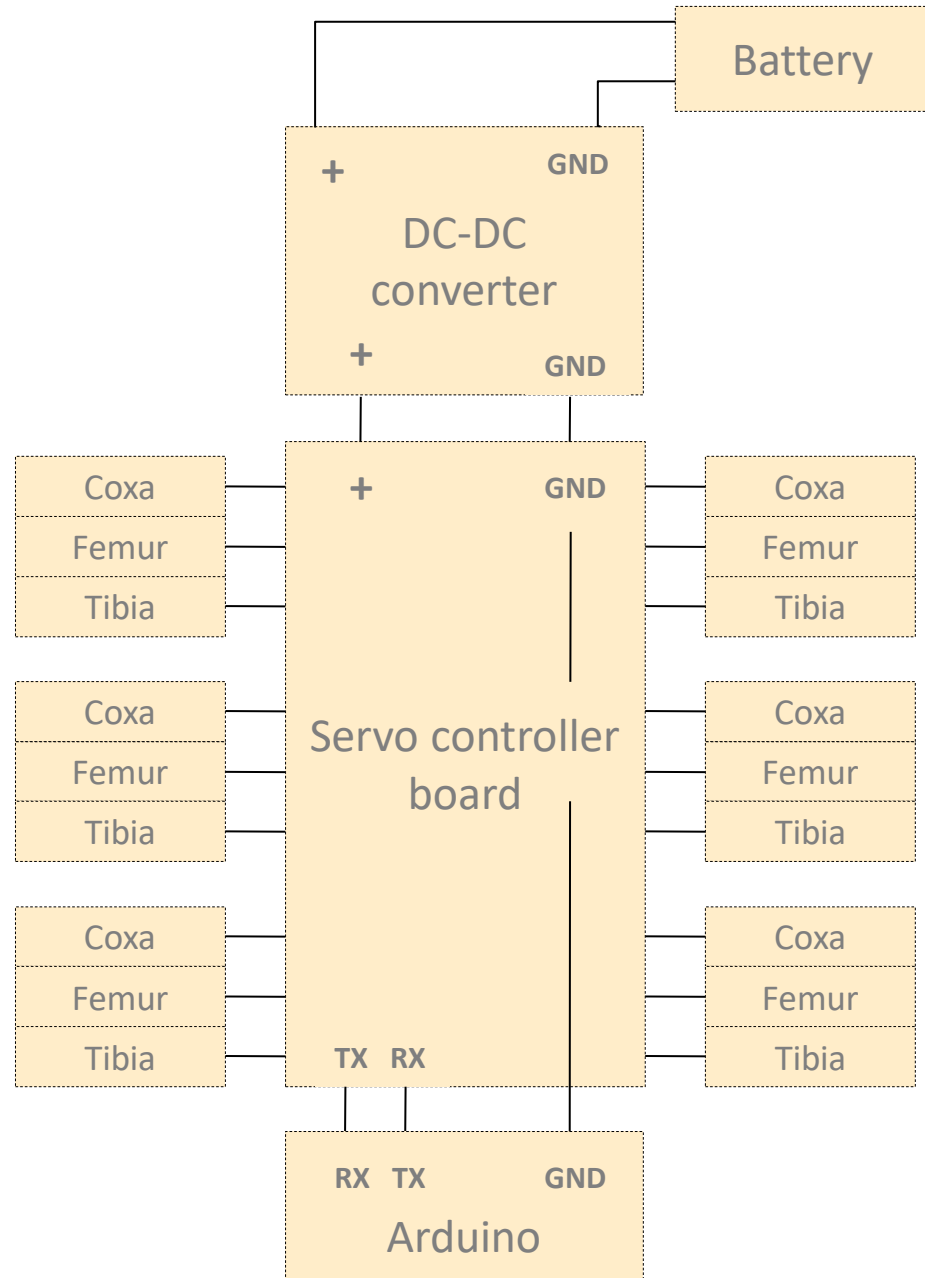 Battery
+ GND
DC-DC
converter
+ GND
+ GND
Coxa
Femur
Tibia
Coxa
Femur
Tibia
Coxa
Femur
Tibia
Servo controller
board
Coxa
Femur
Tibia
Coxa
Femur
Tibia
Coxa
Femur
Tibia
TX RX
RX TX GND
Arduino